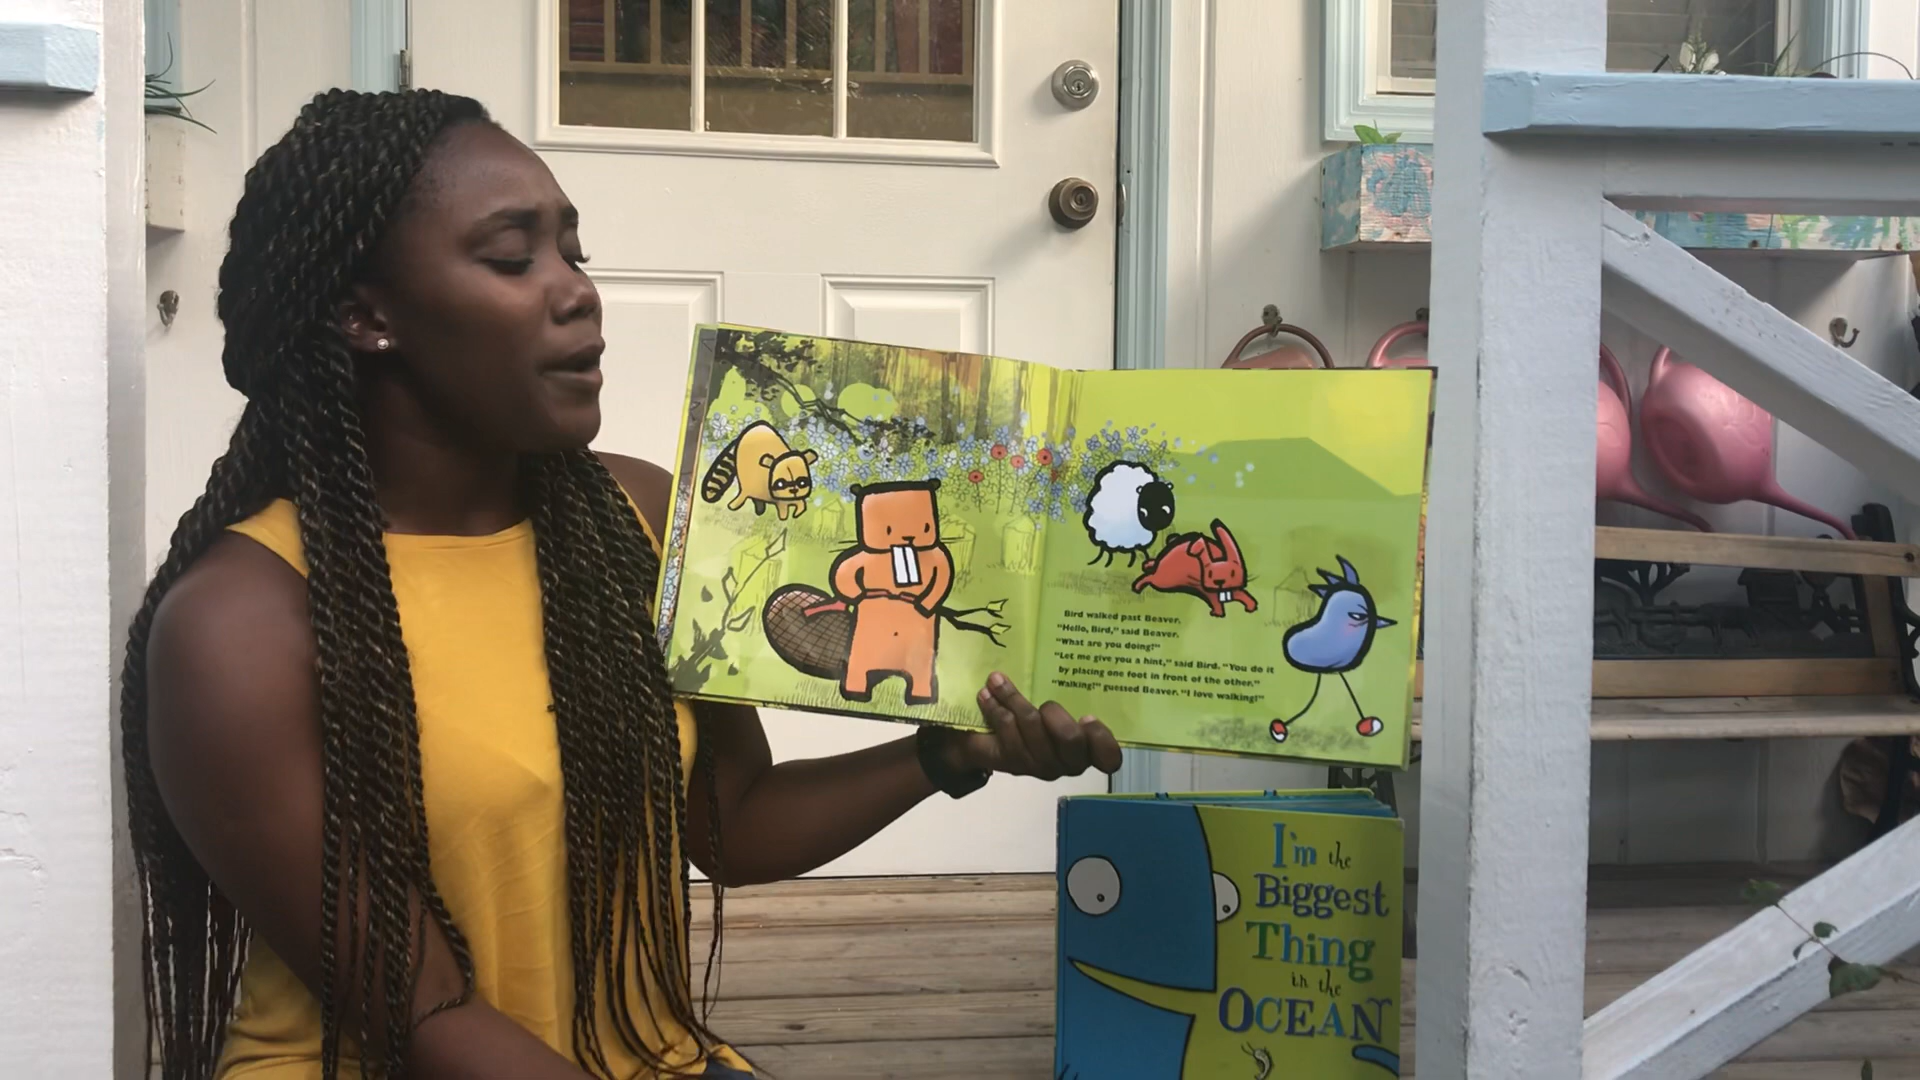 Bird walked past Beaver.
"Hello, Bird," said Beaver.
"What are you doing?"
"Let me give you a hint," said Bird. "You do it
by placing one foot in front of the other."
"Walking!" guessed Beaver. "I love walking!"
I'm the
Biggest
Thing
in the
OCEAN